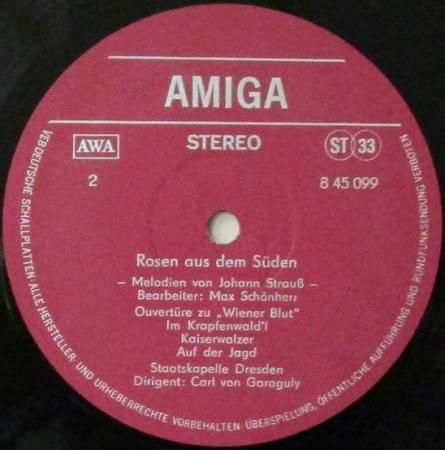 AMIGA
AWA
STEREO
ST 33
2
8 45 099
Rosen aus dem Süden
– Melodien von Johann Strauß –
Bearbeiter: Max Schönherr
Ouvertüre zu „Wiener Blut"
Im Krapfenwald'l
Kaiserwalzer
Auf der Jagd
Staatskapelle Dresden
Dirigent: Carl von Garaguly
VEB DEUTSCHE SCHALLPLATTEN ALLE HERSTELLER- UND URHEBERRECHTE VORBEHALTEN ÜBERSPIELUNG, ÖFFENTLICHE AUFFÜHRUNG UND RUNDFUNKSENDUNG VERBOTEN